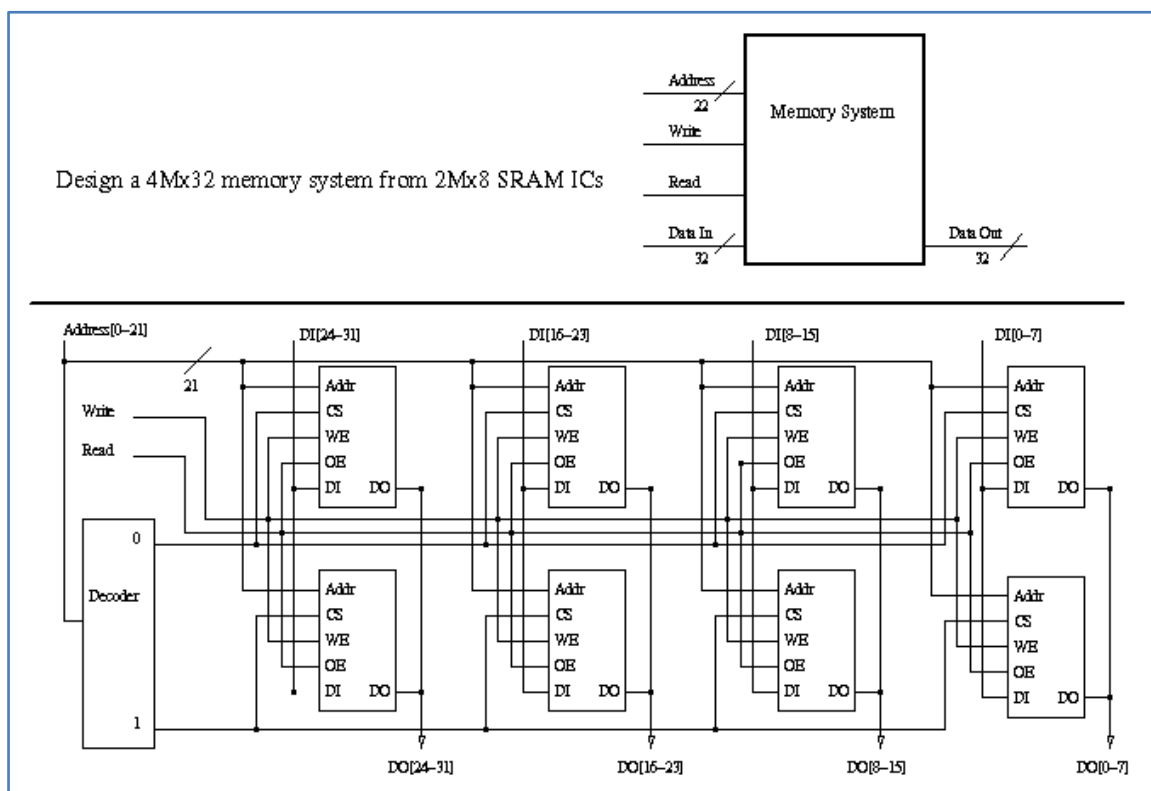 Address
22
Write
Memory System
Design a 4Mx32 memory system from 2Mx8 SRAM ICs
Read
Data In
32
Data Out
32
Address[0-21]
DI[24-31]
DI[16-23]
DI[8-15]
DI[0-7]
21
Write
Read
Addr
CS
WE
OE
DI DO
Addr
CS
WE
OE
DI DO
Addr
CS
WE
OE
DI DO
Addr
CS
WE
OE
DI DO
0
Decoder
1
Addr
CS
WE
OE
DI DO
Addr
CS
WE
OE
DI DO
Addr
CS
WE
OE
DI DO
Addr
CS
WE
OE
DI DO
DO[24-31]
DO[16-23]
DO[8-15]
DO[0-7]